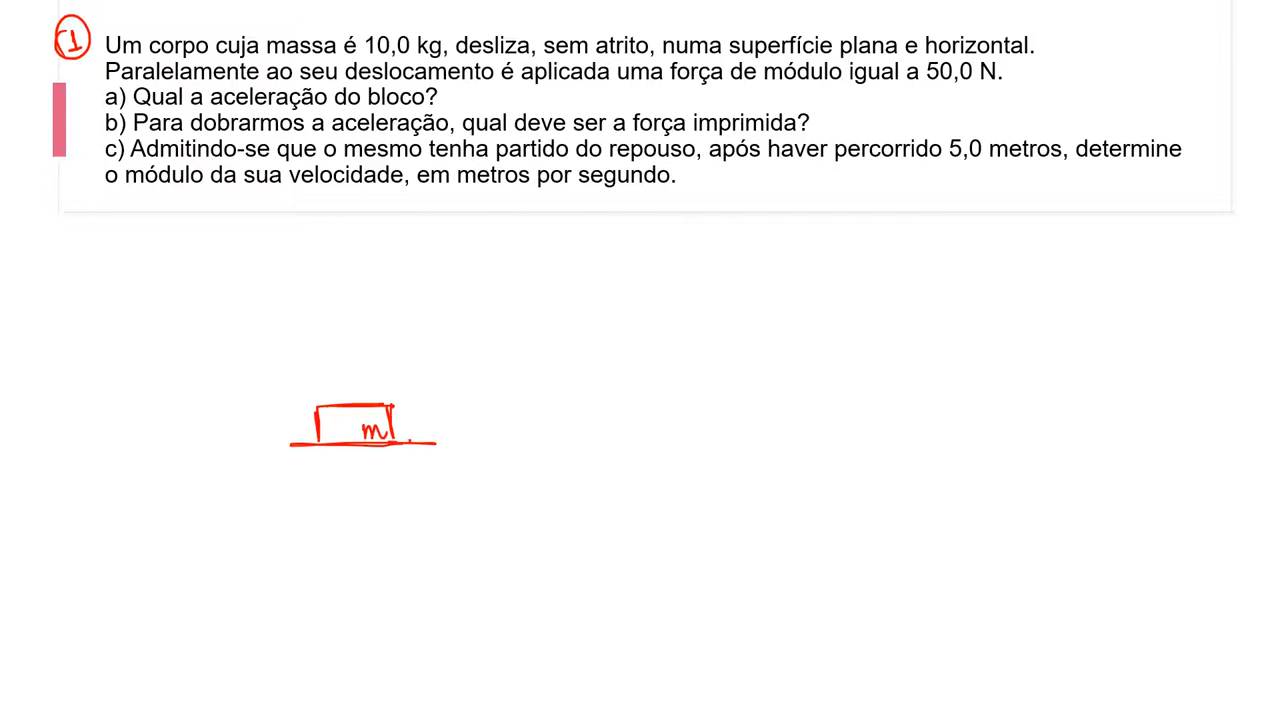 1
Um corpo cuja massa é 10,0 kg, desliza, sem atrito, numa superfície plana e horizontal.
Paralelamente ao seu deslocamento é aplicada uma força de módulo igual a 50,0 N.
a) Qual a aceleração do bloco?
b) Para dobrarmos a aceleração, qual deve ser a força imprimida?
c) Admitindo-se que o mesmo tenha partido do repouso, após haver percorrido 5,0 metros, determine
o módulo da sua velocidade, em metros por segundo.
m